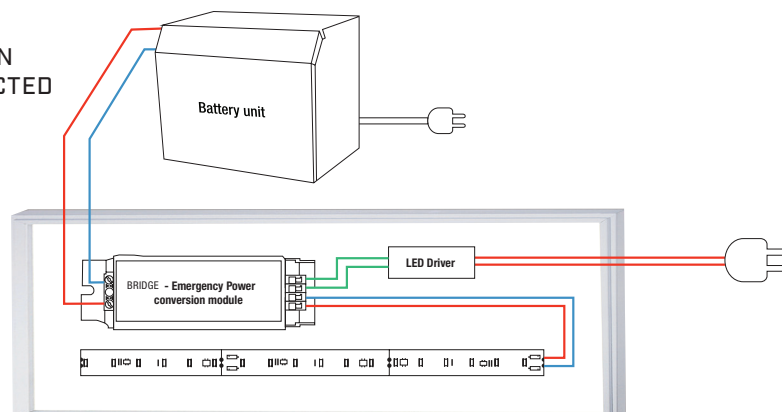 N
CTED
Battery unit
BRIDGE - Emergency Power
conversion module
LED Driver